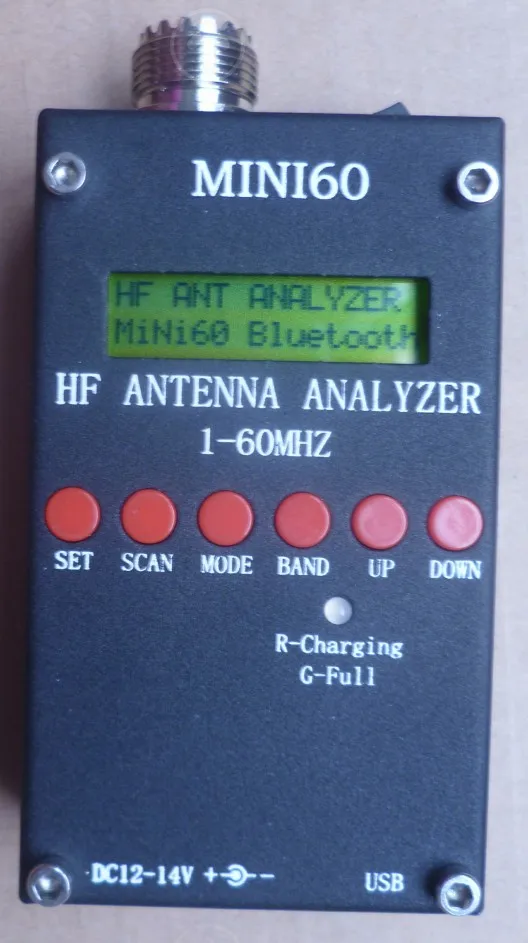 MINI60
HF ANT ANALYZER
MiNi60 Bluetooth
HF ANTENNA ANALYZER
1-60MHZ
SET SCAN MODE BAND UP DOWN
R-Charging
G-Full
DC12-14V + - USB